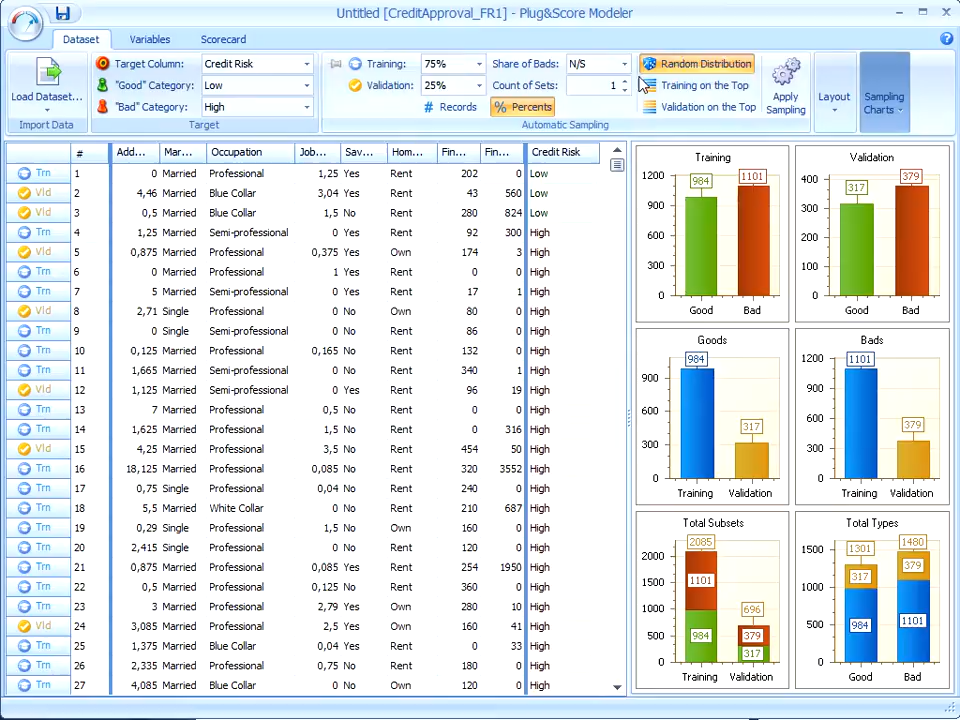 Untitled [CreditApproval_FR1] - Plug&Score Modeler
Dataset Variables Scorecard
Load Dataset...
Import Data
Target Column: Credit Risk
"Good" Category: Low
"Bad" Category: High
Target
Training: 75% Share of Bads: N/S
Validation: 25% Count of Sets: 1
# Records % Percents
Random Distribution
Training on the Top
Validation on the Top
Apply Sampling
Automatic Sampling
Layout
Sampling Charts
# Add... Mar... Occupation Job... Sav... Hom... Fin... Fin... Credit Risk
Trn 1 0 Married Professional 1,25 Yes Rent 202 0 Low
Vld 2 4,46 Married Blue Collar 3,04 Yes Rent 43 560 Low
Vld 3 0,5 Married Blue Collar 1,5 No Rent 280 824 Low
Trn 4 1,25 Married Semi-professional 0 Yes Rent 92 300 High
Vld 5 0,875 Married Professional 0,375 Yes Own 174 3 High
Trn 6 0 Married Professional 1 Yes Rent 0 0 High
Trn 7 5 Married Semi-professional 0 Yes Rent 17 1 High
Vld 8 2,71 Single Professional 0 No Own 80 0 High
Trn 9 0 Single Semi-professional 0 No Rent 86 0 High
Trn 10 0,125 Married Professional 0,165 No Rent 132 0 High
Trn 11 1,665 Married Semi-professional 0 No Rent 340 1 High
Vld 12 1,125 Married Semi-professional 0 Yes Rent 96 19 High
Trn 13 7 Married Professional 0,5 No Rent 0 0 High
Trn 14 1,625 Married Professional 1,5 No Rent 0 316 High
Vld 15 4,25 Married Professional 3,5 No Rent 454 50 High
Trn 16 18,125 Married Professional 0,085 No Rent 320 3552 High
Trn 17 0,75 Single Professional 0,04 No Rent 240 0 High
Trn 18 5,5 Married White Collar 0 No Rent 210 687 High
Trn 19 0,29 Single Professional 1,5 No Own 160 0 High
Trn 20 2,415 Single Professional 0 No Own 120 0 High
Trn 21 0,875 Married Professional 0,085 Yes Rent 254 1950 High
Trn 22 0,5 Married Professional 0,125 No Rent 360 0 High
Trn 23 3 Married Professional 2,79 Yes Own 280 10 High
Vld 24 3,085 Married Professional 2,5 Yes Own 160 41 High
Trn 25 1,375 Married Blue Collar 0,04 Yes Rent 0 33 High
Trn 26 2,335 Married Professional 0,75 No Rent 180 0 High
Trn 27 4,085 Married Blue Collar 0 No Own 120 0 High
Training
1200
900
600
300
0
984 1101
Good Bad
Validation
400
300
200
100
0
317 379
Good Bad
Goods
900
600
300
0
984 317
Training Validation
Bads
1200
900
600
300
0
1101 379
Training Validation
Total Subsets
2000
1500
1000
500
0
2085
1101
984
696
379
317
Training Validation
Total Types
1500
1000
500
0
1301
317
984
1480
379
1101
Good Bad